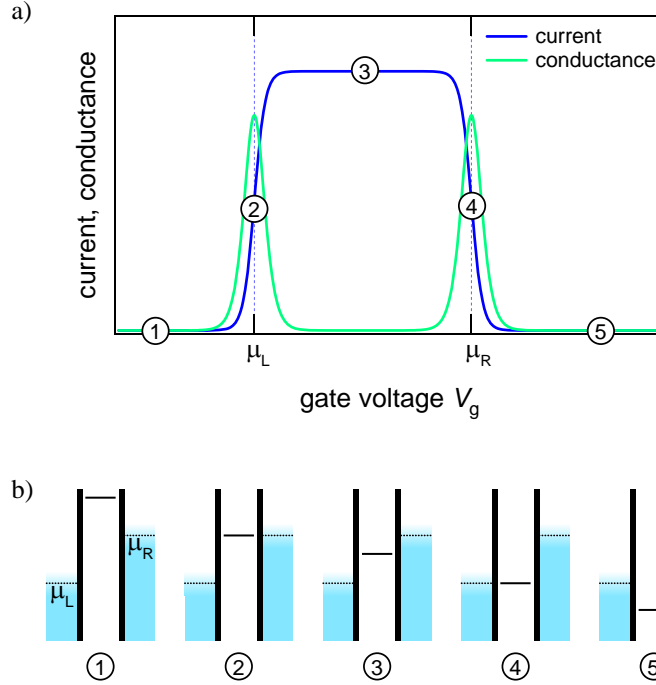 a)
current
conductance
current, conductance
①
②
③
④
⑤
μL
μR
gate voltage Vg
b)
μL
μR
①
②
③
④
⑤